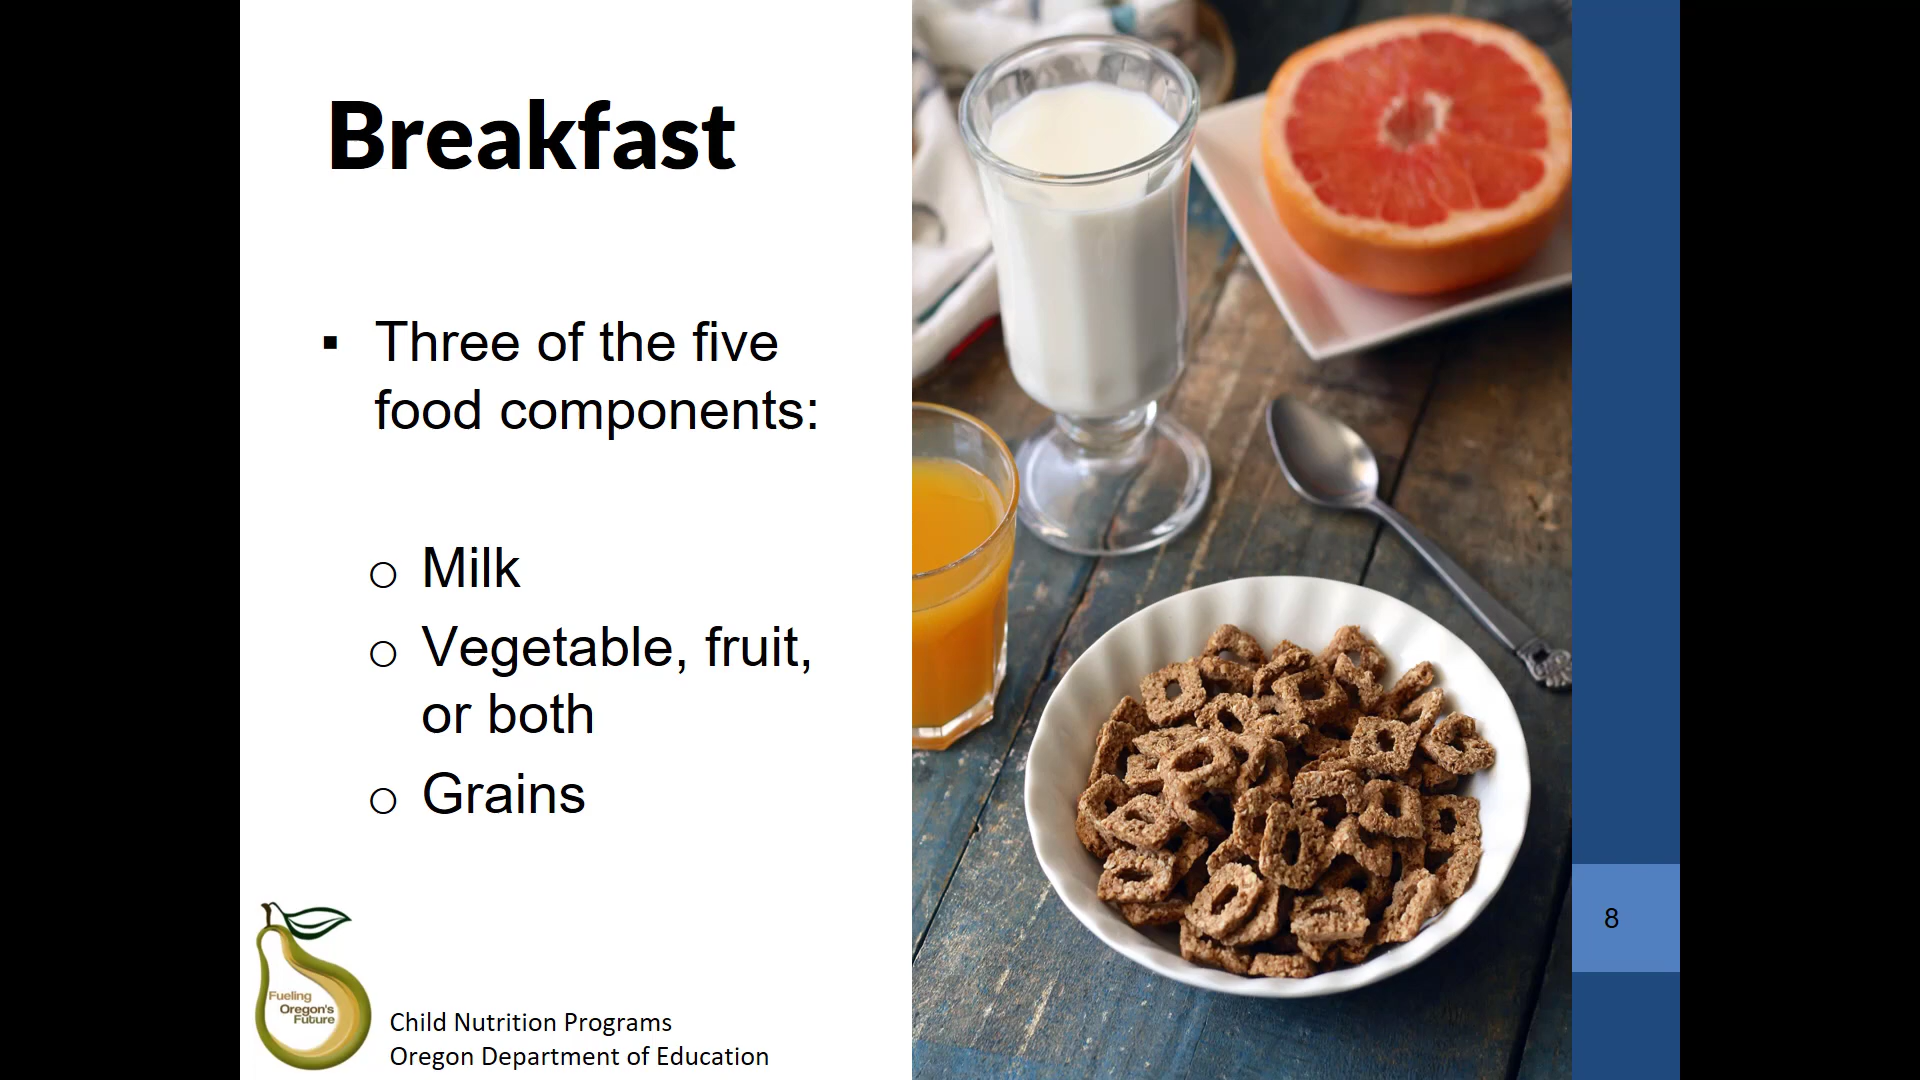 Breakfast
▪ Three of the five
food components:
o Milk
o Vegetable, fruit,
or both
o Grains
Fueling
Oregon's
Future
Child Nutrition Programs
Oregon Department of Education
8